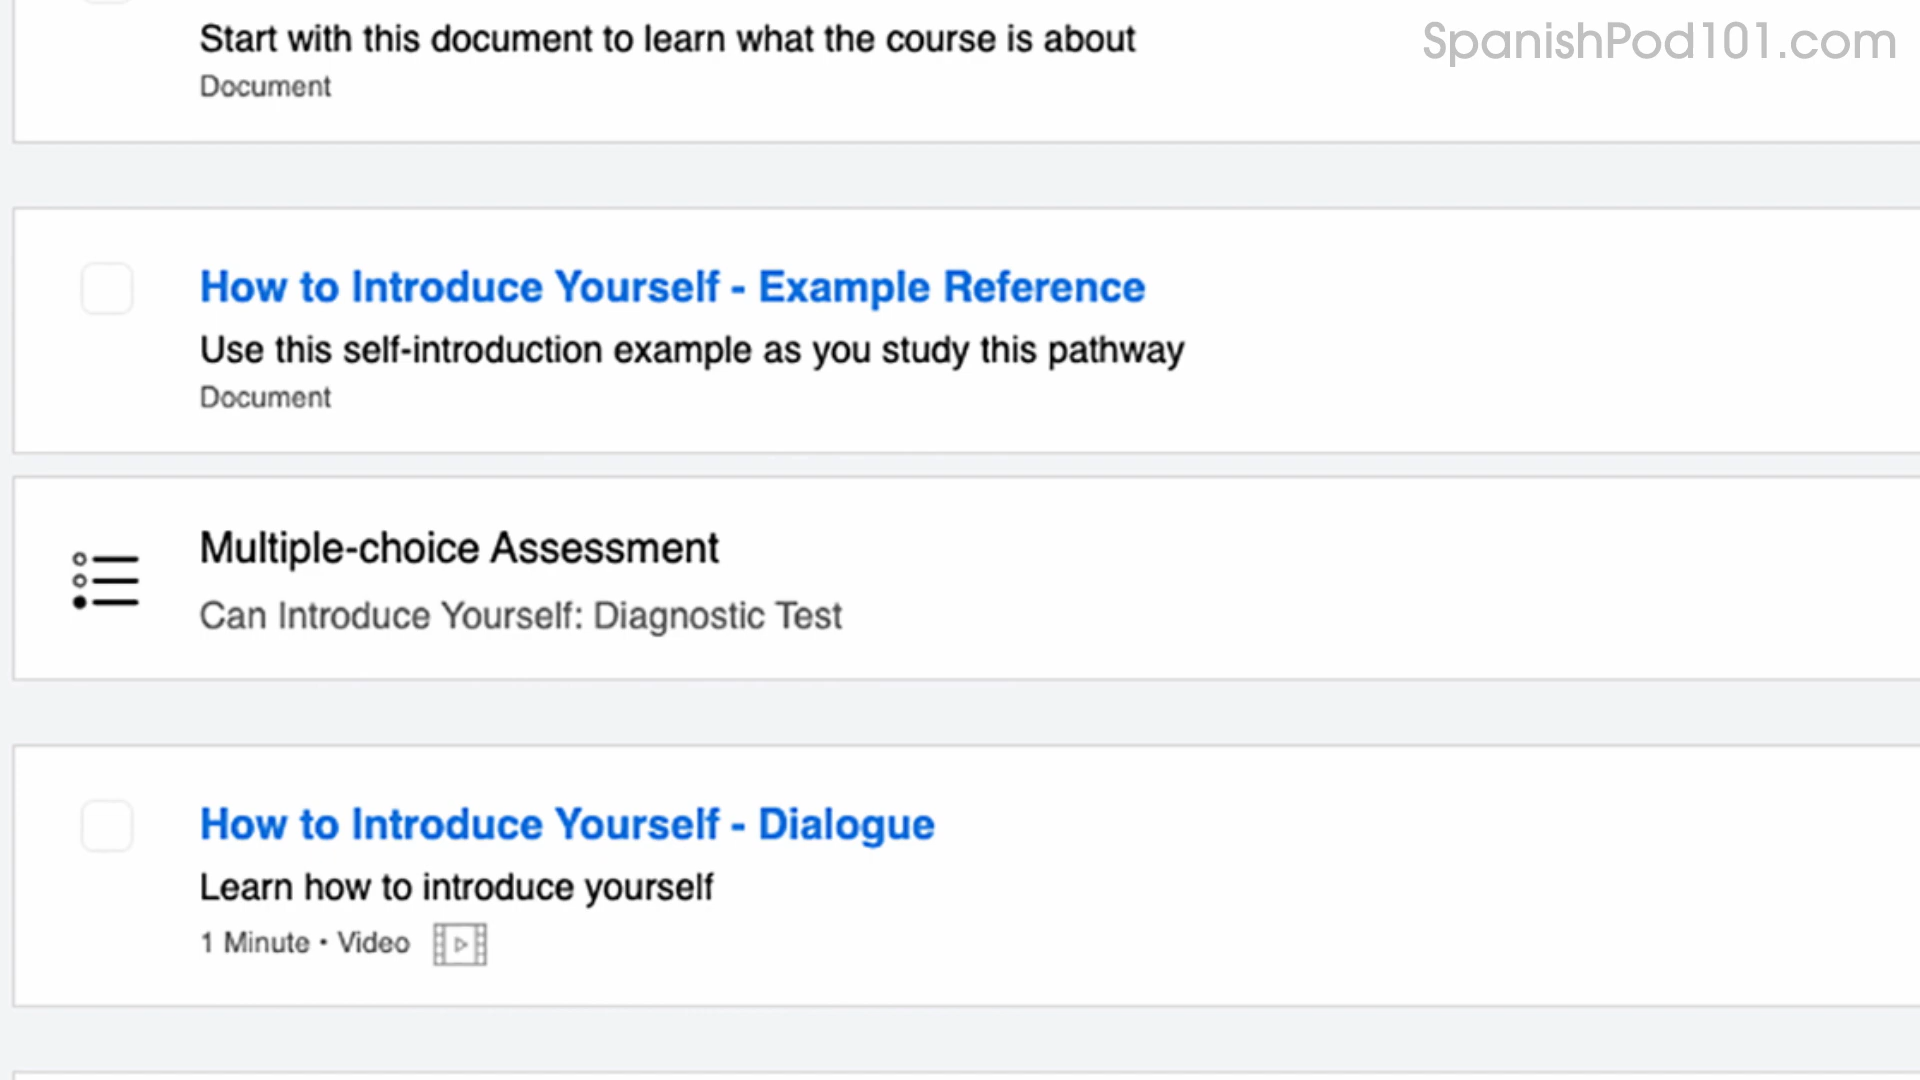 SpanishPod101.com
Start with this document to learn what the course is about
Document
How to Introduce Yourself - Example Reference
Use this self-introduction example as you study this pathway
Document
Multiple-choice Assessment
Can Introduce Yourself: Diagnostic Test
How to Introduce Yourself - Dialogue
Learn how to introduce yourself
1 Minute • Video